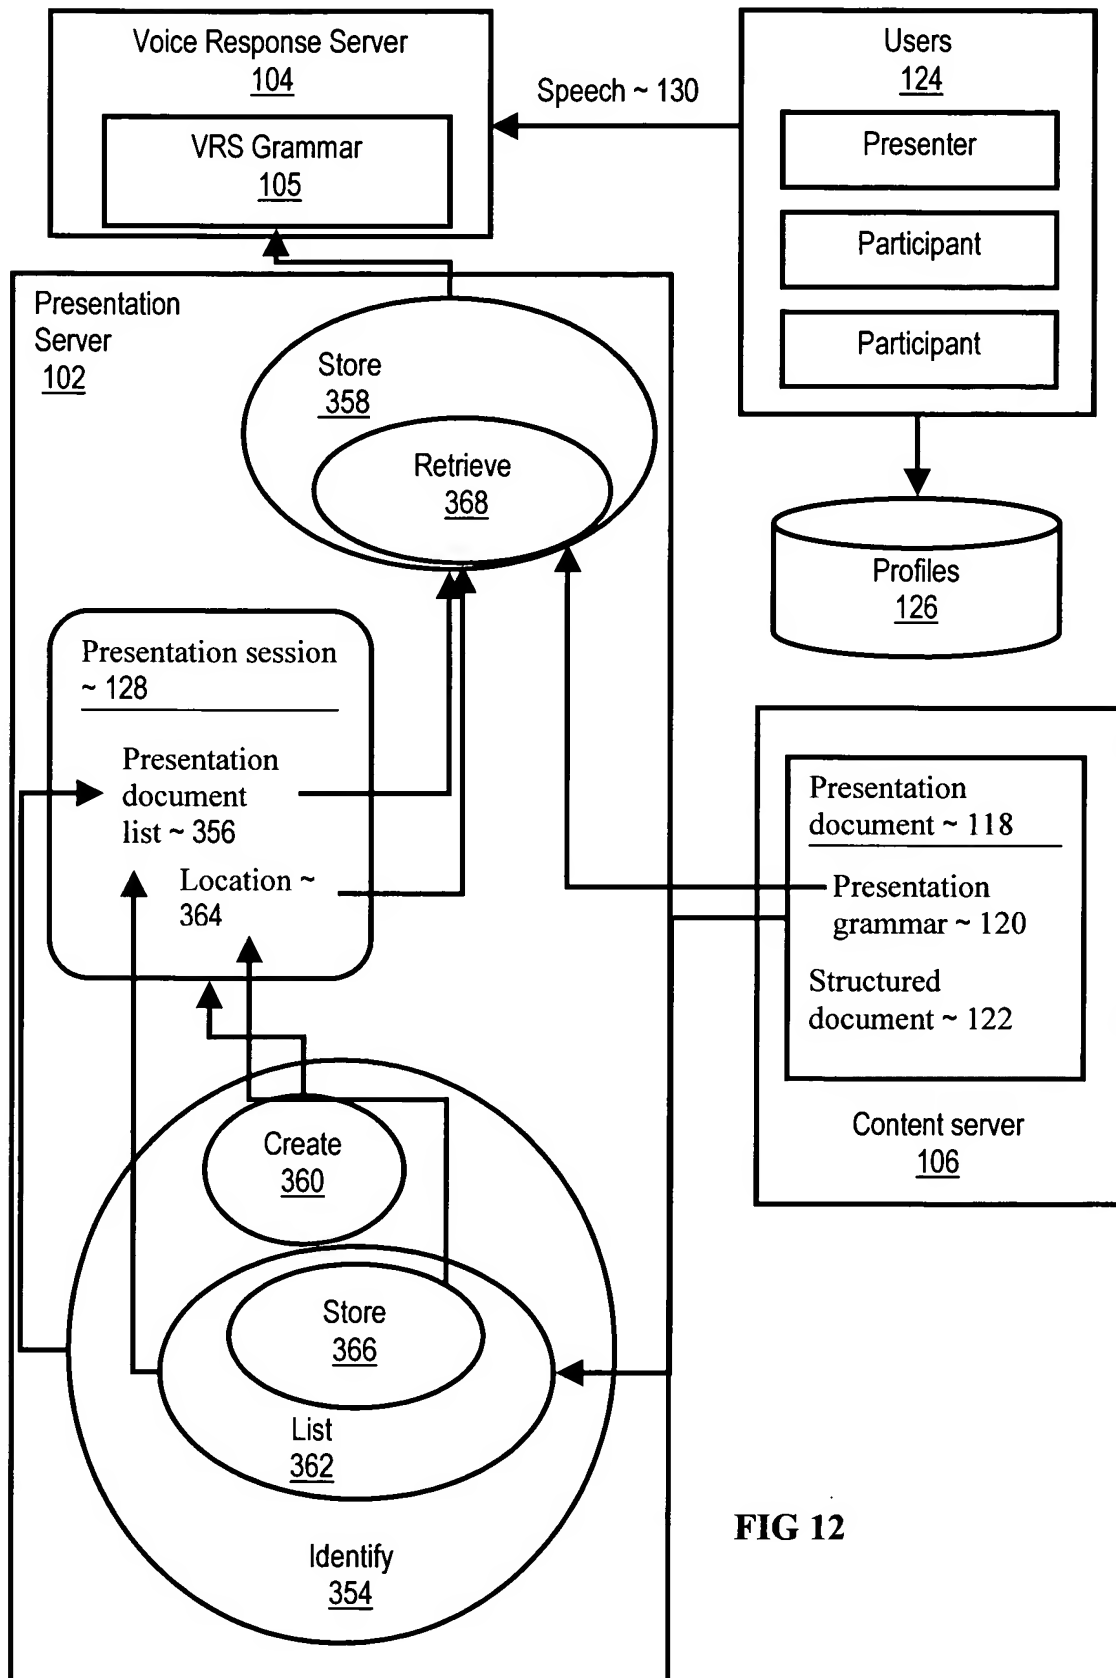 Voice Response Server
104
VRS Grammar
105
Speech ~ 130
Users
124
Presenter
Participant
Participant
Profiles
126
Presentation
Server
102
Store
358
Retrieve
368
Presentation session
~ 128
Presentation
document
list ~ 356
Location ~
364
Presentation
document ~ 118
Presentation
grammar ~ 120
Structured
document ~ 122
Content server
106
Create
360
Store
366
List
362
Identify
354
FIG 12